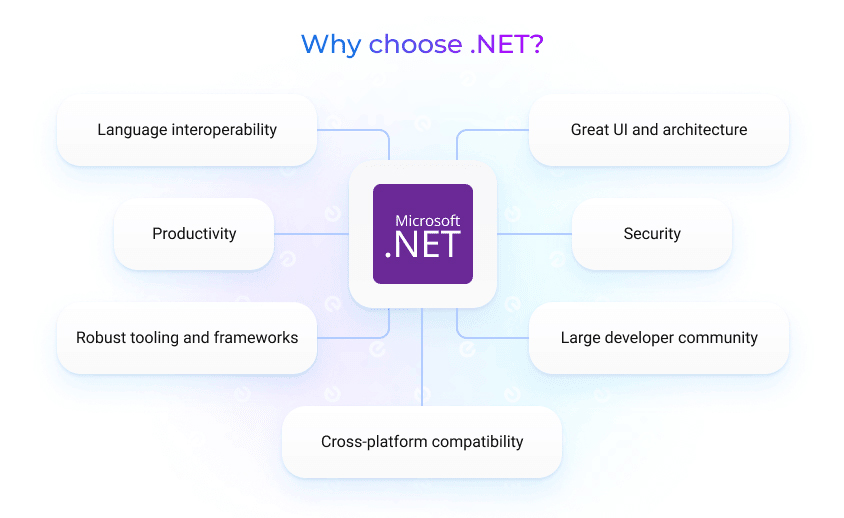 Why choose .NET?
Language interoperability
Great UI and architecture
Microsoft
.NET
Productivity
Security
Robust tooling and frameworks
Large developer community
Cross-platform compatibility